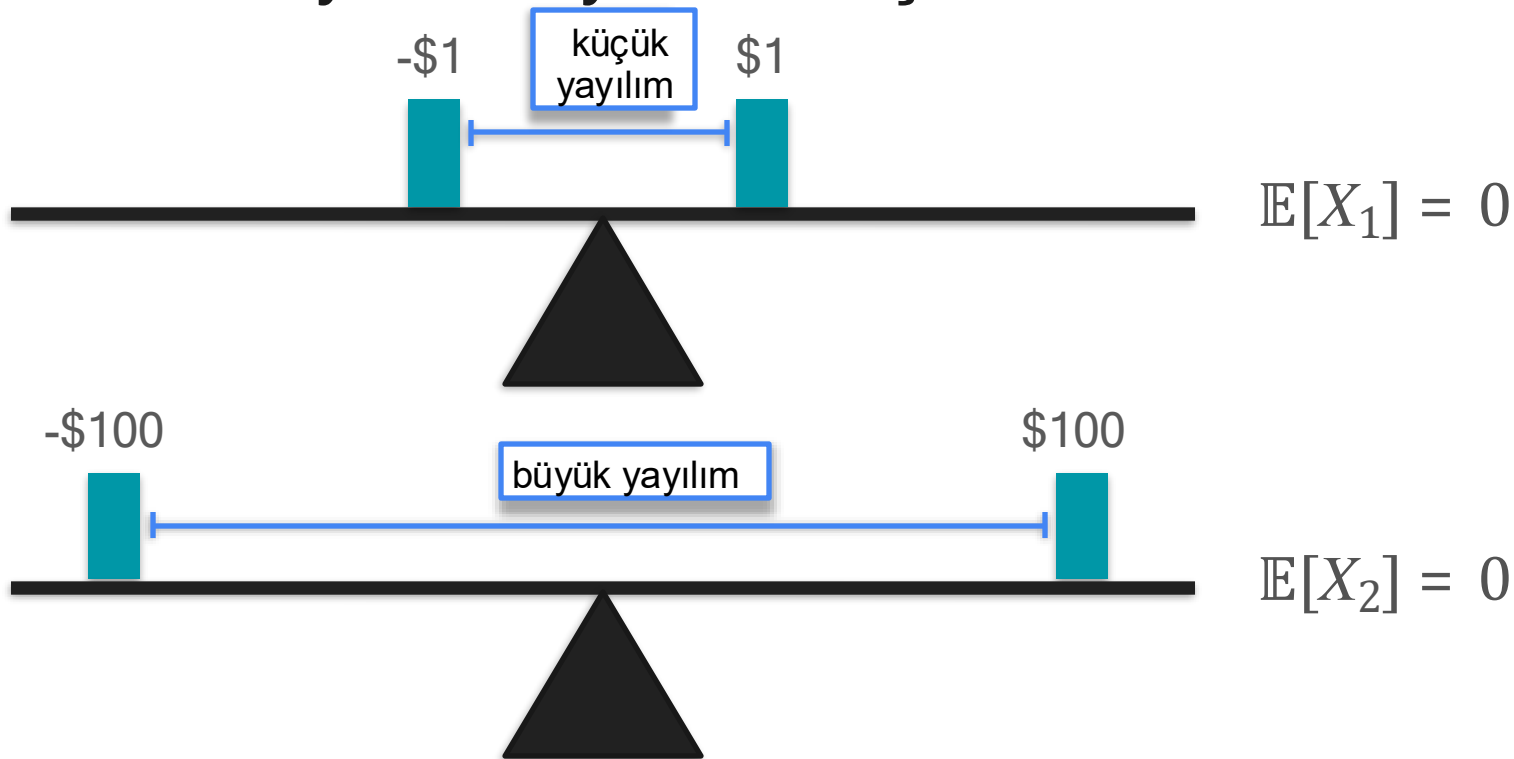 -$1
küçük
yayılım
$1
𝔼[X₁] = 0
-$100
büyük yayılım
$100
𝔼[X₂] = 0